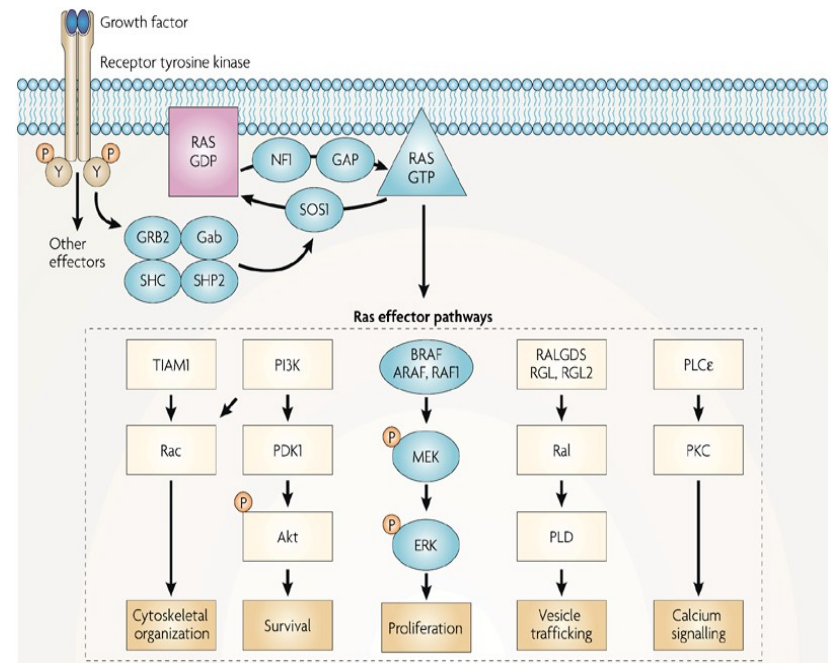 Growth factor
Receptor tyrosine kinase
P
P
Y
Y
RAS
GDP
NF1
GAP
RAS
GTP
SOS1
Other
effectors
GRB2
Gab
SHC
SHP2
Ras effector pathways
TIAM1
PI3K
BRAF
ARAF, RAF1
RALGDS
RGL, RGL2
PLCε
Rac
PDK1
P
MEK
Ral
PKC
P
Akt
P
ERK
PLD
Cytoskeletal
organization
Survival
Proliferation
Vesicle
trafficking
Calcium
signalling